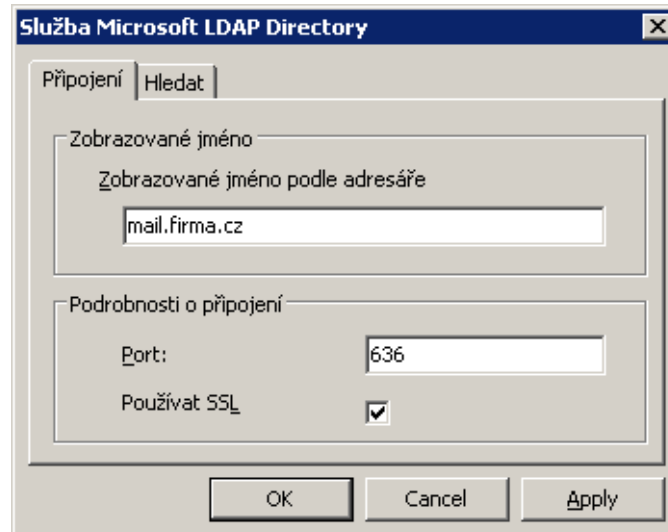 Služba Microsoft LDAP Directory
Připojení Hledat
Zobrazované jméno
Zobrazované jméno podle adresáře
mail.firma.cz
Podrobnosti o připojení
Port: 636
Používat SSL
OK Cancel Apply